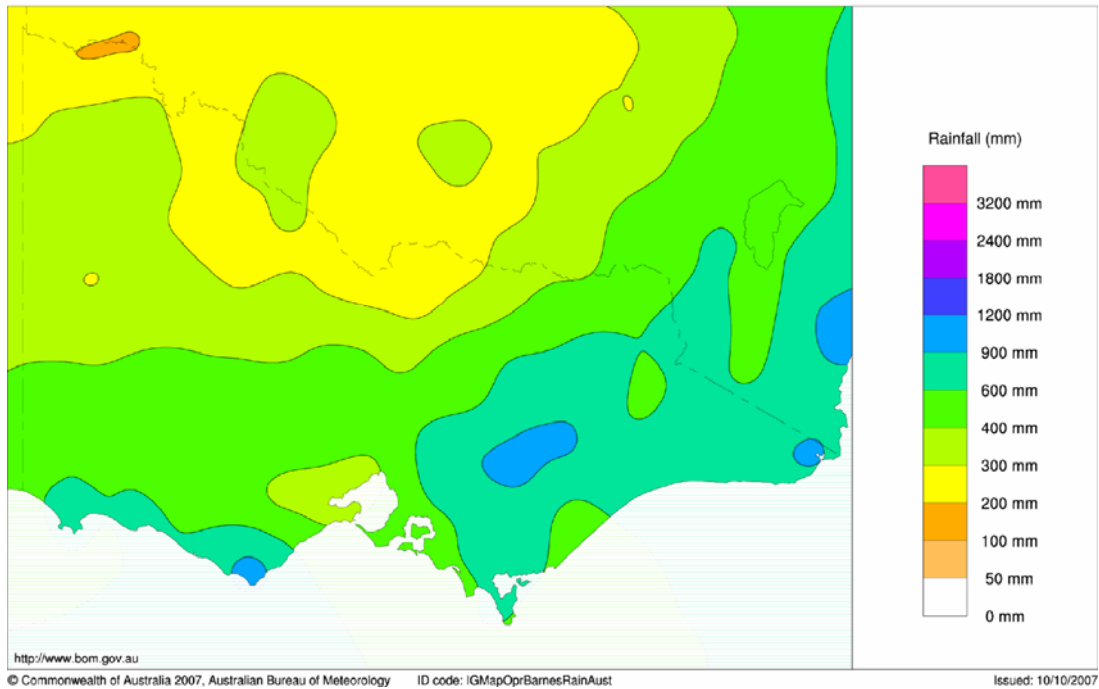 Rainfall (mm)
3200 mm
2400 mm
1800 mm
1200 mm
900 mm
600 mm
400 mm
300 mm
200 mm
100 mm
50 mm
0 mm
http://www.bom.gov.au
© Commonwealth of Australia 2007, Australian Bureau of Meteorology ID code: IGMapOprBarnesRainAust Issued: 10/10/2007